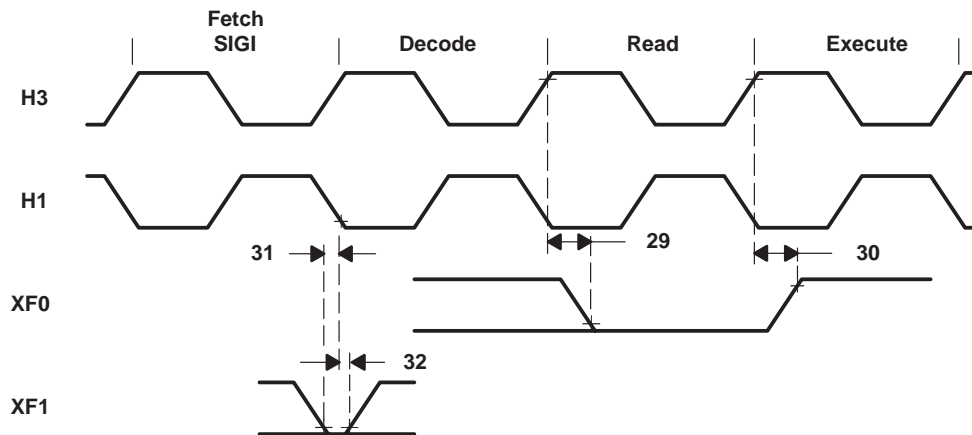 Fetch
SIGI
Decode
Read
Execute
H3
H1
31
29
30
XF0
32
XF1